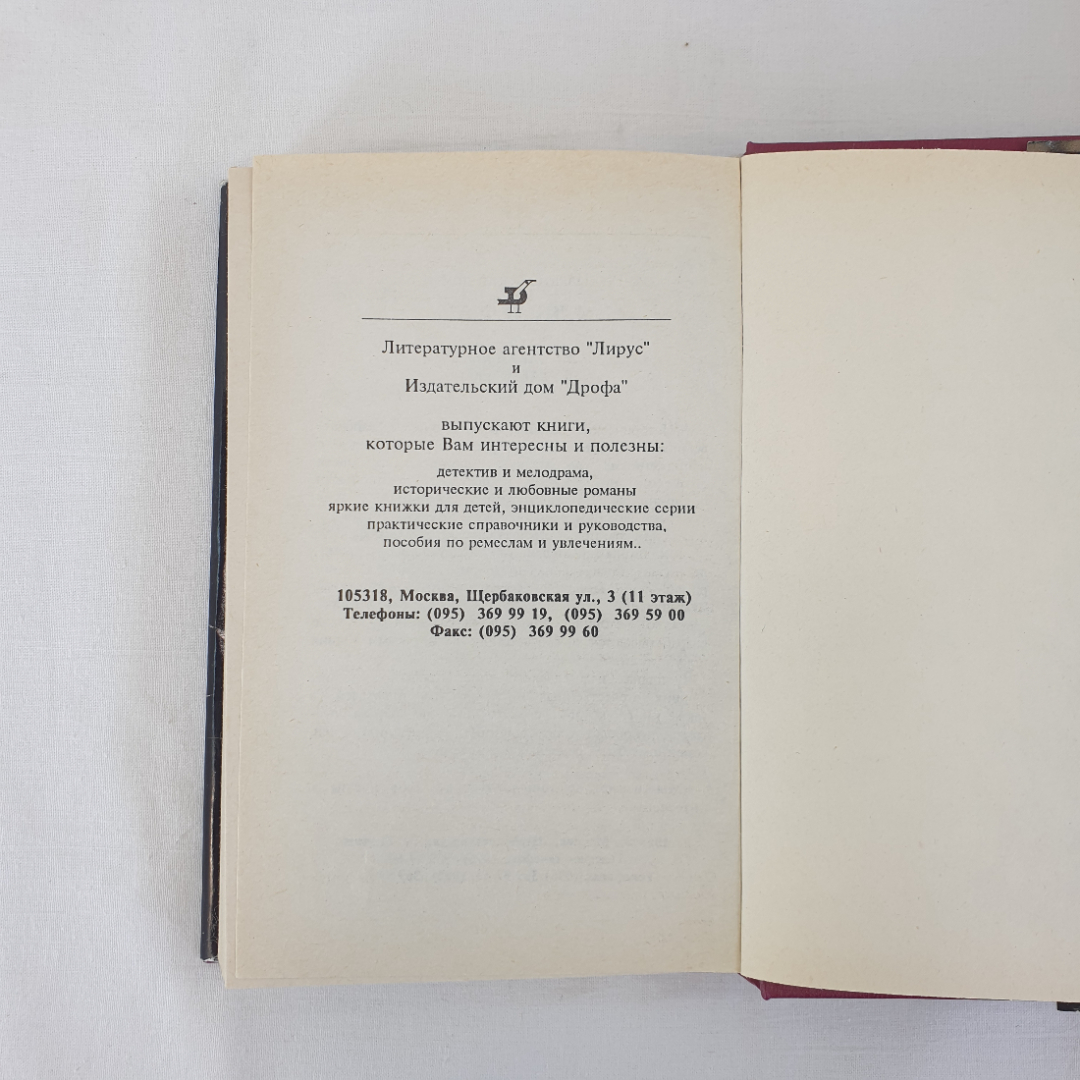 Литературное агентство "Лирус"
и
Издательский дом "Дрофа"
выпускают книги,
которые Вам интересны и полезны:
детектив и мелодрама,
исторические и любовные романы
яркие книжки для детей, энциклопедические серии
практические справочники и руководства,
пособия по ремеслам и увлечениям..
105318, Москва, Щербаковская ул., 3 (11 этаж)
Телефоны: (095) 369 99 19, (095) 369 59 00
Факс: (095) 369 99 60